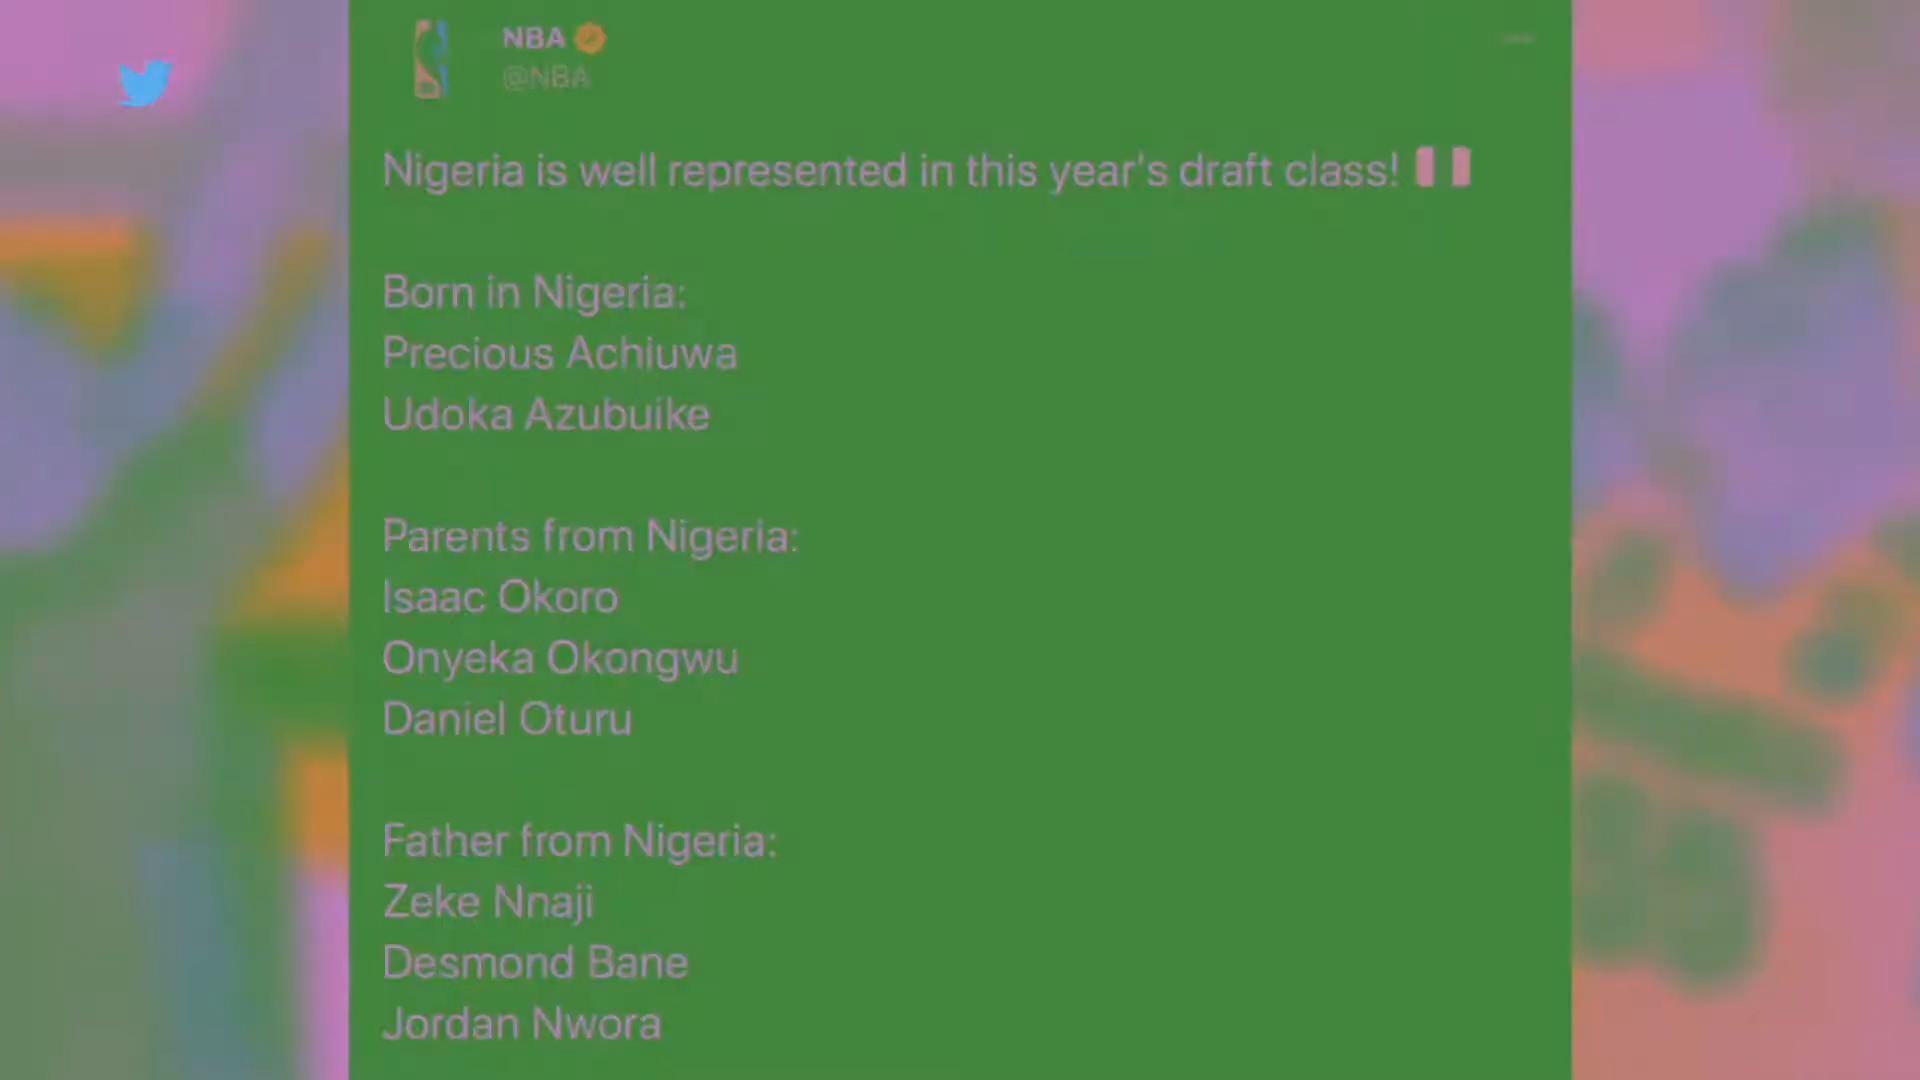 NBA
@NBA
Nigeria is well represented in this year's draft class!
Born in Nigeria:
Precious Achiuwa
Udoka Azubuike
Parents from Nigeria:
Isaac Okoro
Onyeka Okongwu
Daniel Oturu
Father from Nigeria:
Zeke Nnaji
Desmond Bane
Jordan Nwora